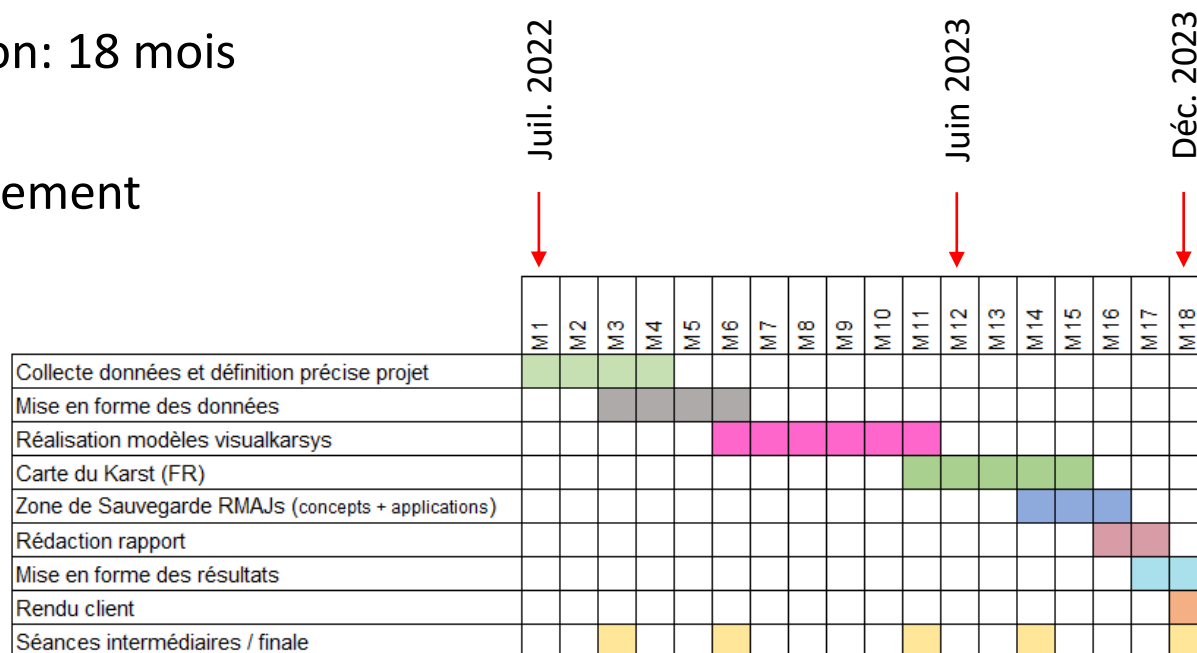 on: 18 mois
ement
Juil. 2022
Juin 2023
Déc. 2023
M1 M2 M3 M4 M5 M6 M7 M8 M9 M10 M11 M12 M13 M14 M15 M16 M17 M18
Collecte données et définition précise projet
Mise en forme des données
Réalisation modèles visualkarsys
Carte du Karst (FR)
Zone de Sauvegarde RMAJs (concepts + applications)
Rédaction rapport
Mise en forme des résultats
Rendu client
Séances intermédiaires / finale